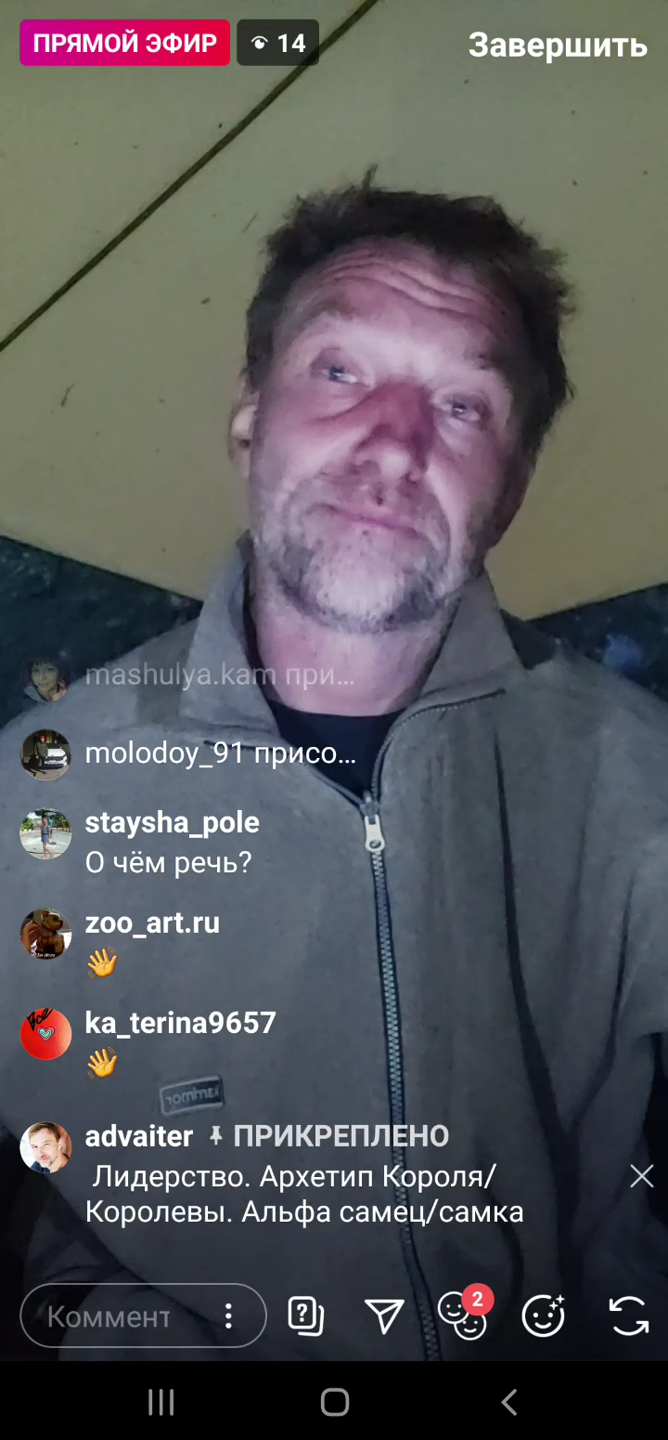 ПРЯМОЙ ЭФИР 14 Завершить
mashulya.kam при...
molodoy_91 присо...
staysha_pole
О чём речь?
zoo_art.ru
ka_terina9657
advaiter ПРИКРЕПЛЕНО
Лидерство. Архетип Короля/
Королевы. Альфа самец/самка
Коммент
2